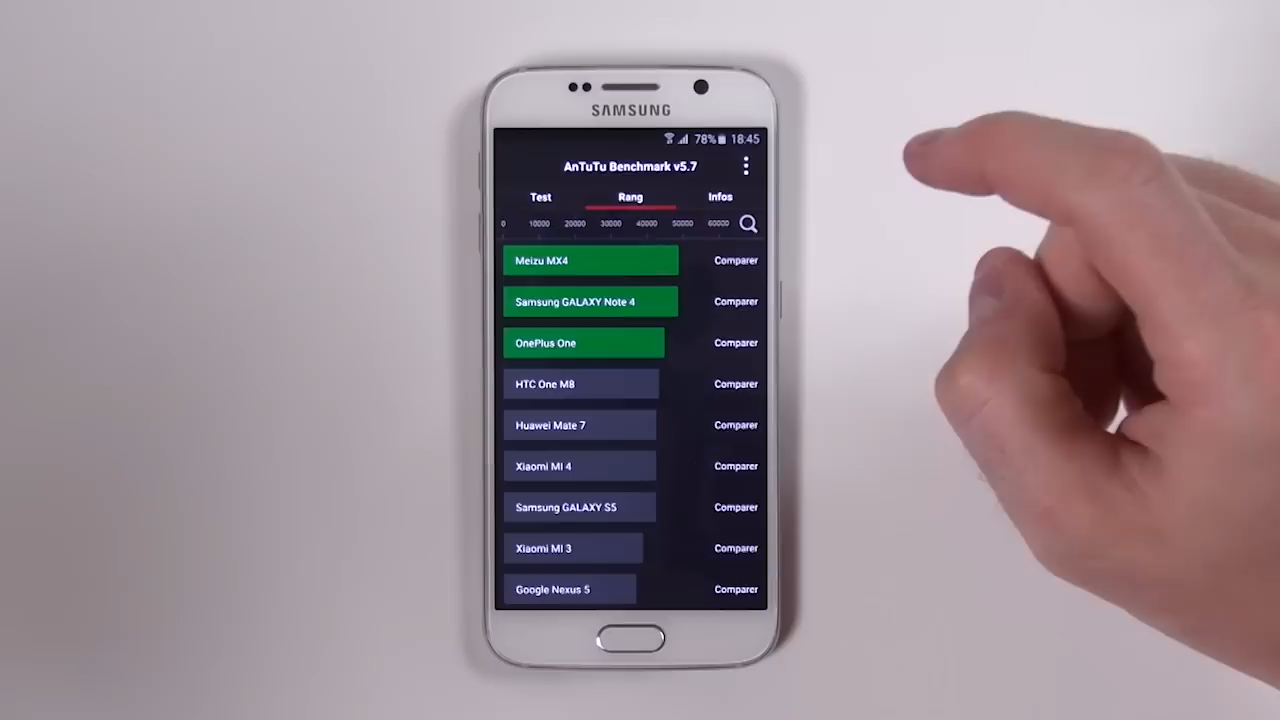 SAMSUNG
78% 18:45
AnTuTu Benchmark v5.7
Test Rang Infos
0 10000 20000 30000 40000 50000 60000
Meizu MX4 Comparer
Samsung GALAXY Note 4 Comparer
OnePlus One Comparer
HTC One M8 Comparer
Huawei Mate 7 Comparer
Xiaomi MI 4 Comparer
Samsung GALAXY S5 Comparer
Xiaomi MI 3 Comparer
Google Nexus 5 Comparer